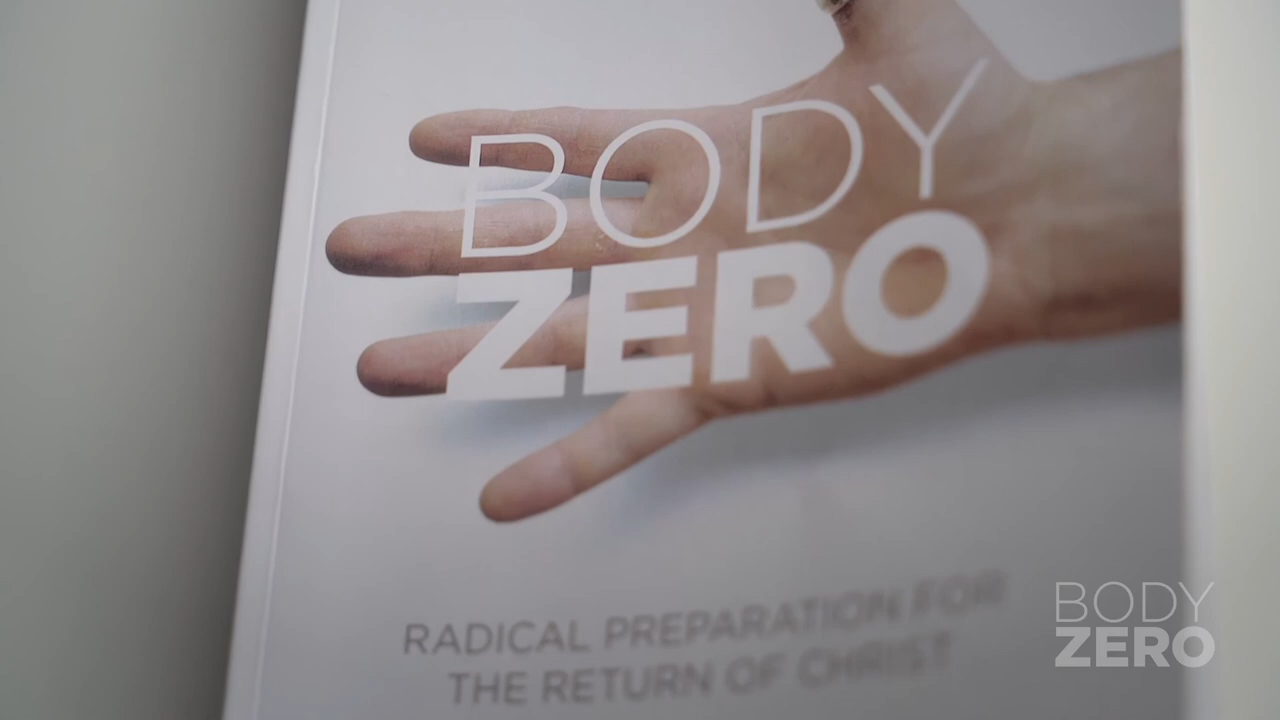 BODY
ZERO
RADICAL PREPARATION FOR
THE RETURN OF CHRIST
BODY
ZERO